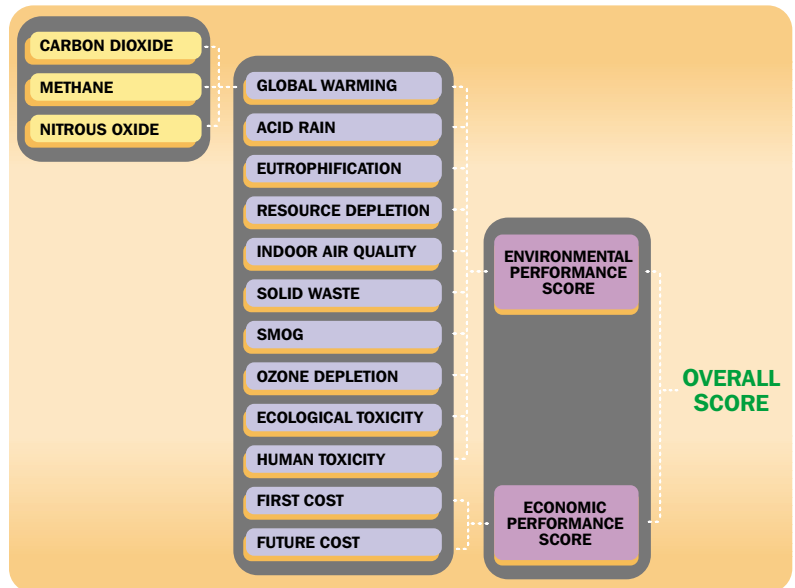 CARBON DIOXIDE
METHANE
NITROUS OXIDE
GLOBAL WARMING
ACID RAIN
EUTROPHIFICATION
RESOURCE DEPLETION
INDOOR AIR QUALITY
SOLID WASTE
SMOG
OZONE DEPLETION
ECOLOGICAL TOXICITY
HUMAN TOXICITY
FIRST COST
FUTURE COST
ENVIRONMENTAL
PERFORMANCE
SCORE
ECONOMIC
PERFORMANCE
SCORE
OVERALL
SCORE